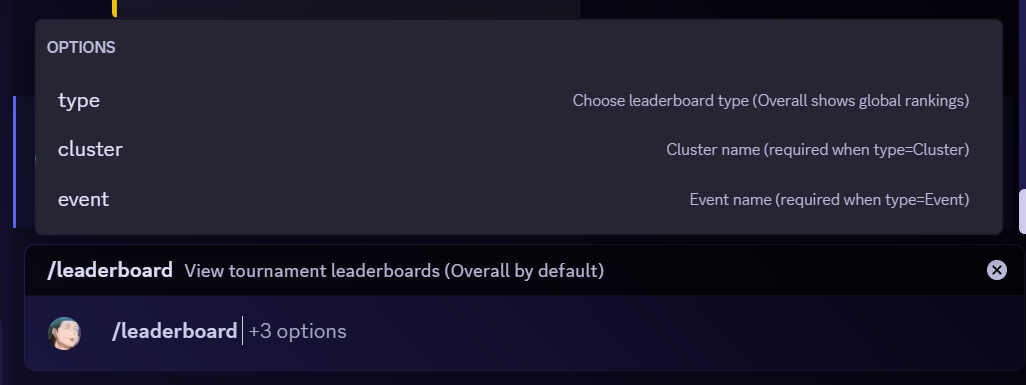 OPTIONS
type Choose leaderboard type (Overall shows global rankings)
cluster Cluster name (required when type=Cluster)
event Event name (required when type=Event)
/leaderboard View tournament leaderboards (Overall by default)
/leaderboard +3 options